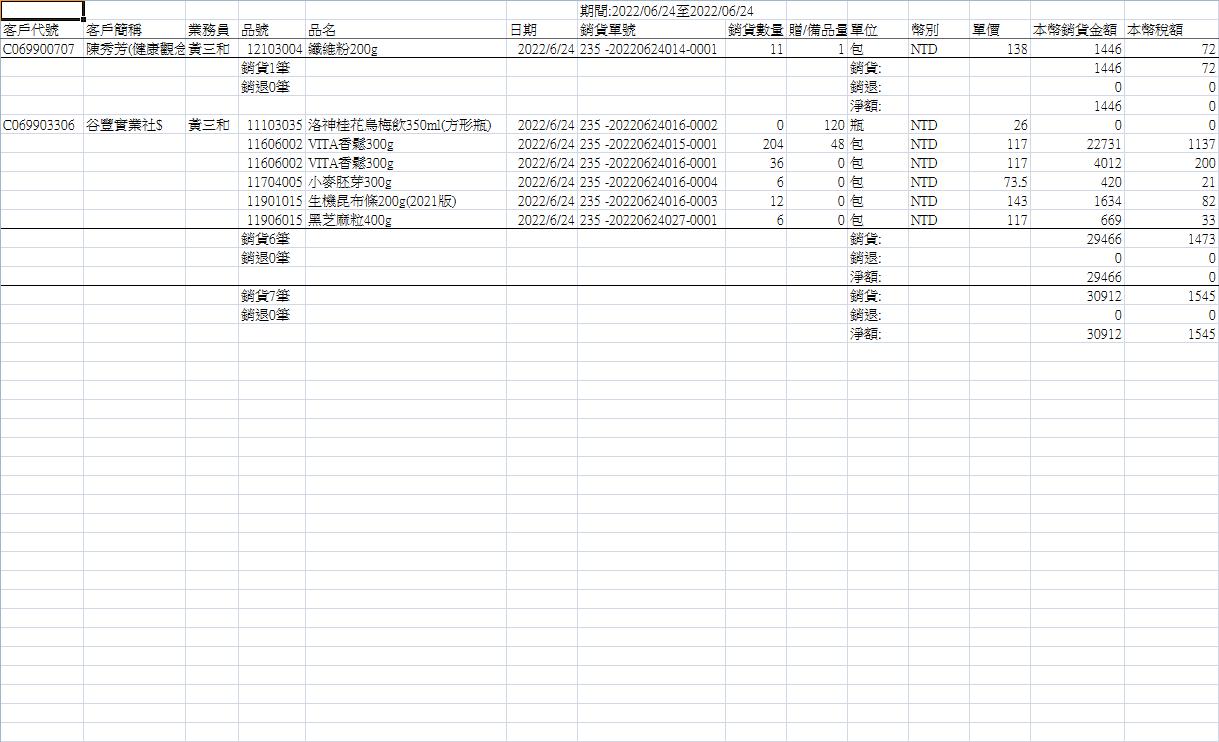 期間:2022/06/24至2022/06/24
客戶代號 客戶簡稱 業務員 品號 品名 日期 銷貨單號 銷貨數量 贈/備品量 單位 幣別 單價 本幣銷貨金額 本幣稅額
C069900707 陳秀芳(健康觀念 黃三和 12103004 纖維粉200g 2022/6/24 235 -20220624014-0001 11 1 包 NTD 138 1446 72
銷貨1筆 銷貨: 1446 72
銷退0筆 銷退: 0 0
淨額: 1446 0
C069903306 谷豐實業社$ 黃三和 11103035 洛神桂花烏梅飲350ml(方形瓶) 2022/6/24 235 -20220624016-0002 0 120 瓶 NTD 26 0 0
11606002 VITA香鬆300g 2022/6/24 235 -20220624015-0001 204 48 包 NTD 117 22731 1137
11606002 VITA香鬆300g 2022/6/24 235 -20220624016-0001 36 0 包 NTD 117 4012 200
11704005 小麥胚芽300g 2022/6/24 235 -20220624016-0004 6 0 包 NTD 73.5 420 21
11901015 生機昆布條200g(2021版) 2022/6/24 235 -20220624016-0003 12 0 包 NTD 143 1634 82
11906015 黑芝麻粒400g 2022/6/24 235 -20220624027-0001 6 0 包 NTD 117 669 33
銷貨6筆 銷貨: 29466 1473
銷退0筆 銷退: 0 0
淨額: 29466 0
銷貨7筆 銷貨: 30912 1545
銷退0筆 銷退: 0 0
淨額: 30912 1545